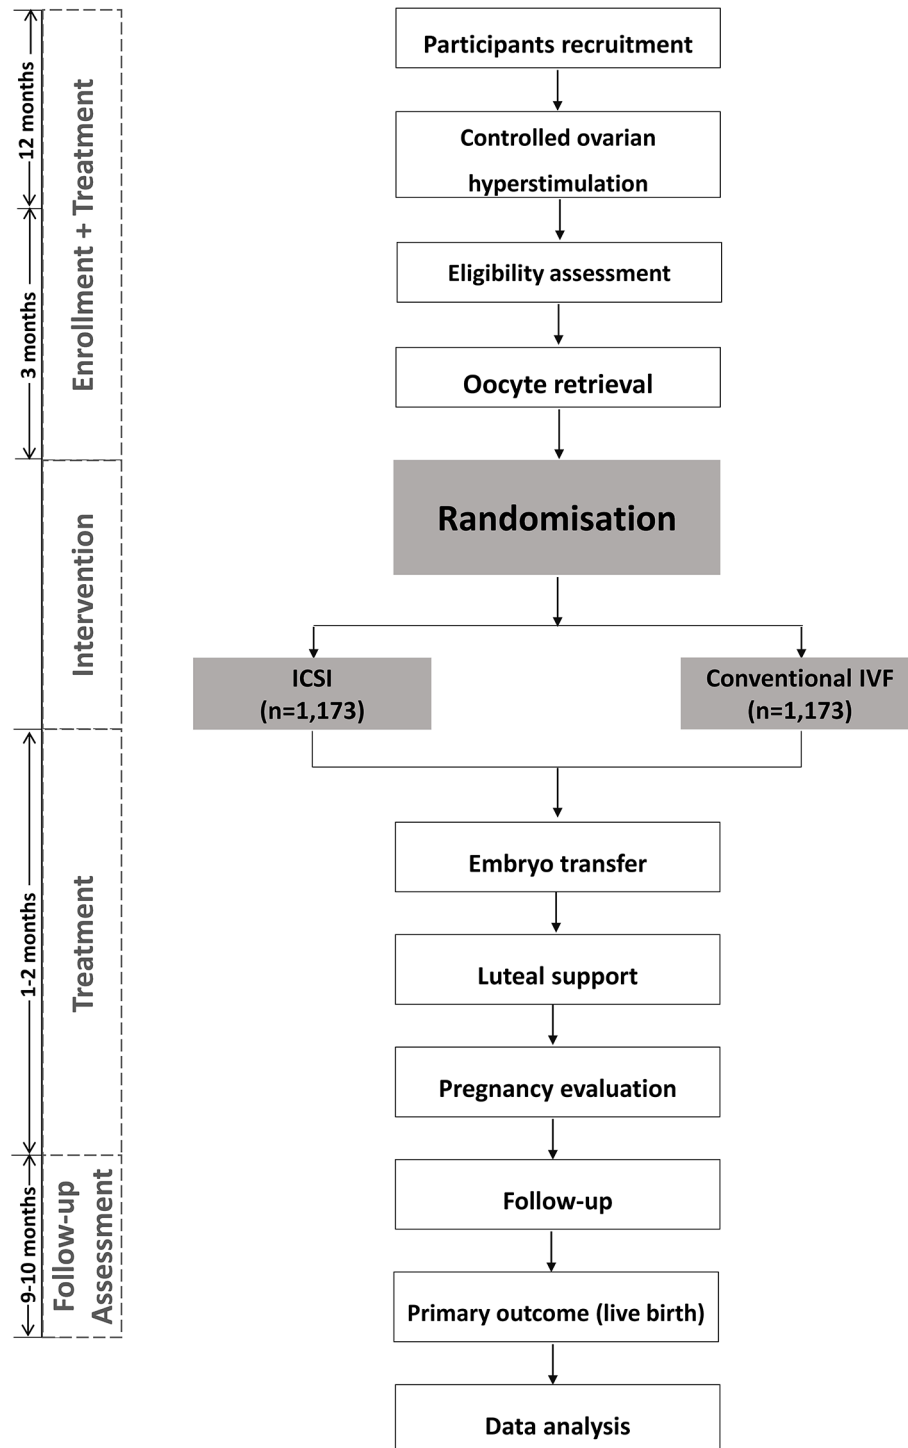 Participants recruitment
Controlled ovarian
hyperstimulation
Eligibility assessment
Oocyte retrieval
12 months
3 months
Enrollment + Treatment
Randomisation
ICSI
(n=1,173)
Conventional IVF
(n=1,173)
Intervention
Embryo transfer
Luteal support
Pregnancy evaluation
1-2 months
Treatment
Follow-up
Primary outcome (live birth)
9-10 months
Follow-up
Assessment
Data analysis